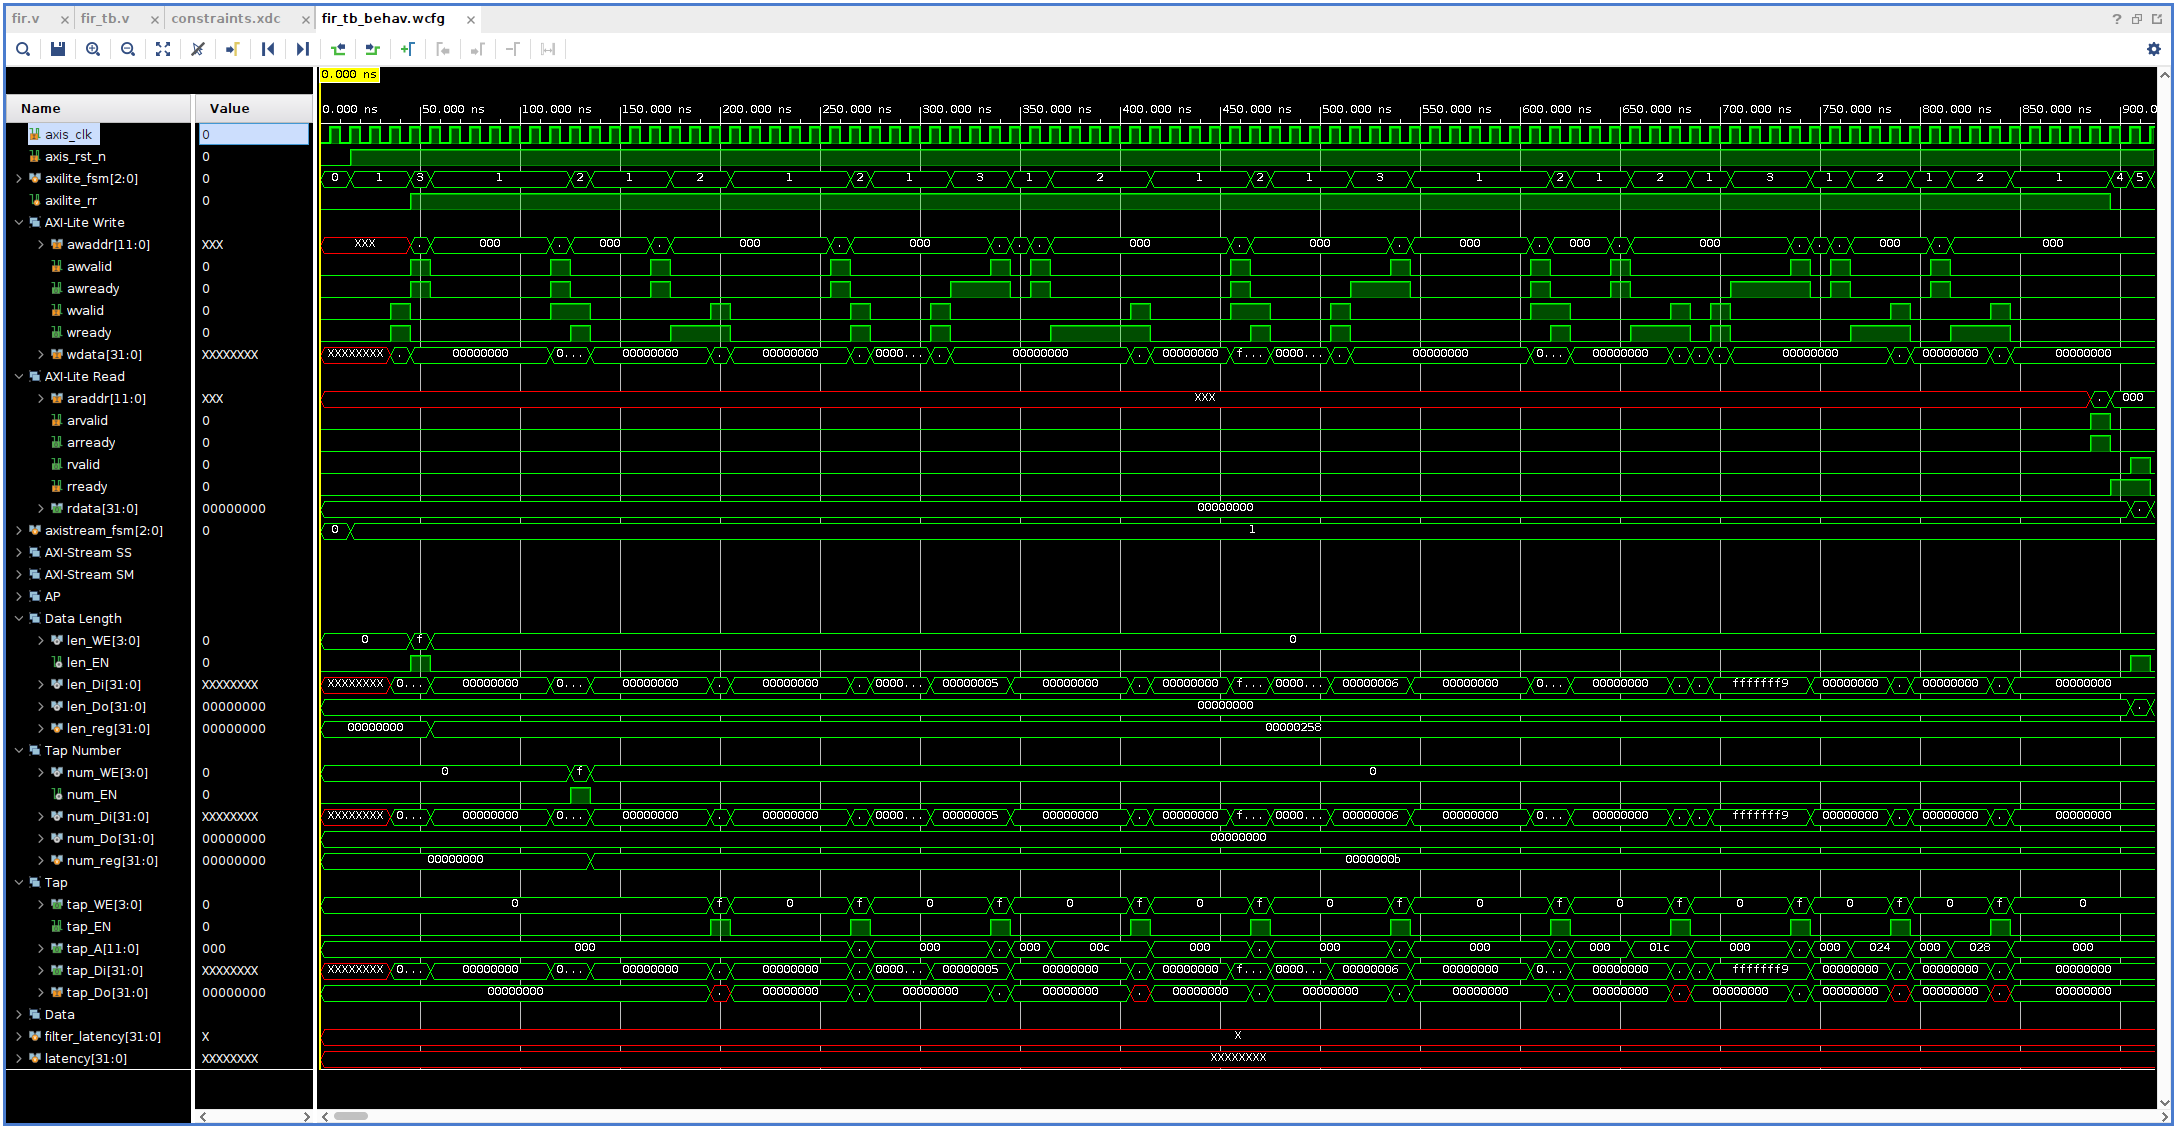 fir.v fir_tb.v constraints.xdc fir_tb_behav.wcfg
0.000 ns
Name Value 0.000 ns 50.000 ns 100.000 ns 150.000 ns 200.000 ns 250.000 ns 300.000 ns 350.000 ns 400.000 ns 450.000 ns 500.000 ns 550.000 ns 600.000 ns 650.000 ns 700.000 ns 750.000 ns 800.000 ns 850.000 ns 900.0
axis_clk 0
axis_rst_n 0
axilite_fsm[2:0] 0 0 1 3 1 2 1 2 1 2 1 3 1 2 1 2 1 3 1 2 1 2 1 3 1 2 1 2 1 4 5
axilite_rr 0
AXI-Lite Write
awaddr[11:0] XXX XXX . 000 . 000 . 000 . 000 . . . 000 . 000 . 000 . 000 . 000 . . . 000 . 000
awvalid 0
awready 0
wvalid 0
wready 0
wdata[31:0] XXXXXXXX XXXXXXXX . 00000000 0... 00000000 . 00000000 . 0000... . 00000000 . 00000000 f... 0000... . 00000000 0... 00000000 . . . 00000000 . 00000000 . 00000000
AXI-Lite Read
araddr[11:0] XXX XXX . 000
arvalid 0
arready 0
rvalid 0
rready 0
rdata[31:0] 00000000 00000000 .
axistream_fsm[2:0] 0 0 1
AXI-Stream SS
AXI-Stream SM
AP
Data Length
len_WE[3:0] 0 0 f 0
len_EN 0
len_Di[31:0] XXXXXXXX XXXXXXXX 0... 00000000 0... 00000000 . 00000000 . 0000... 00000005 00000000 . 00000000 f... 0000... 00000006 00000000 0... 00000000 . . fffffff9 00000000 . 00000000 . 00000000
len_Do[31:0] 00000000 00000000 .
len_reg[31:0] 00000000 00000000 00000258
Tap Number
num_WE[3:0] 0 0 f 0
num_EN 0
num_Di[31:0] XXXXXXXX XXXXXXXX 0... 00000000 0... 00000000 . 00000000 . 0000... 00000005 00000000 . 00000000 f... 0000... 00000006 00000000 0... 00000000 . . fffffff9 00000000 . 00000000 . 00000000
num_Do[31:0] 00000000 00000000
num_reg[31:0] 00000000 00000000 0000000b
Tap
tap_WE[3:0] 0 0 f 0 f 0 f 0 f 0 f 0 f 0 f 0 f 0 f 0 f 0 f 0
tap_EN 0
tap_A[11:0] 000 000 . 000 . 000 00c 000 . 000 . 000 . 000 01c 000 . 000 024 000 028 000
tap_Di[31:0] XXXXXXXX XXXXXXXX 0... 00000000 0... 00000000 . 00000000 . 0000... 00000005 00000000 . 00000000 f... 0000... 00000006 00000000 0... 00000000 . . fffffff9 00000000 . 00000000 . 00000000
tap_Do[31:0] 00000000 00000000 . 00000000 . 00000000 . 00000000 . 00000000 . 00000000 . 00000000 . 00000000 . 00000000 . 00000000 . 00000000 . 00000000
Data
filter_latency[31:0] X X
latency[31:0] XXXXXXXX XXXXXXXX